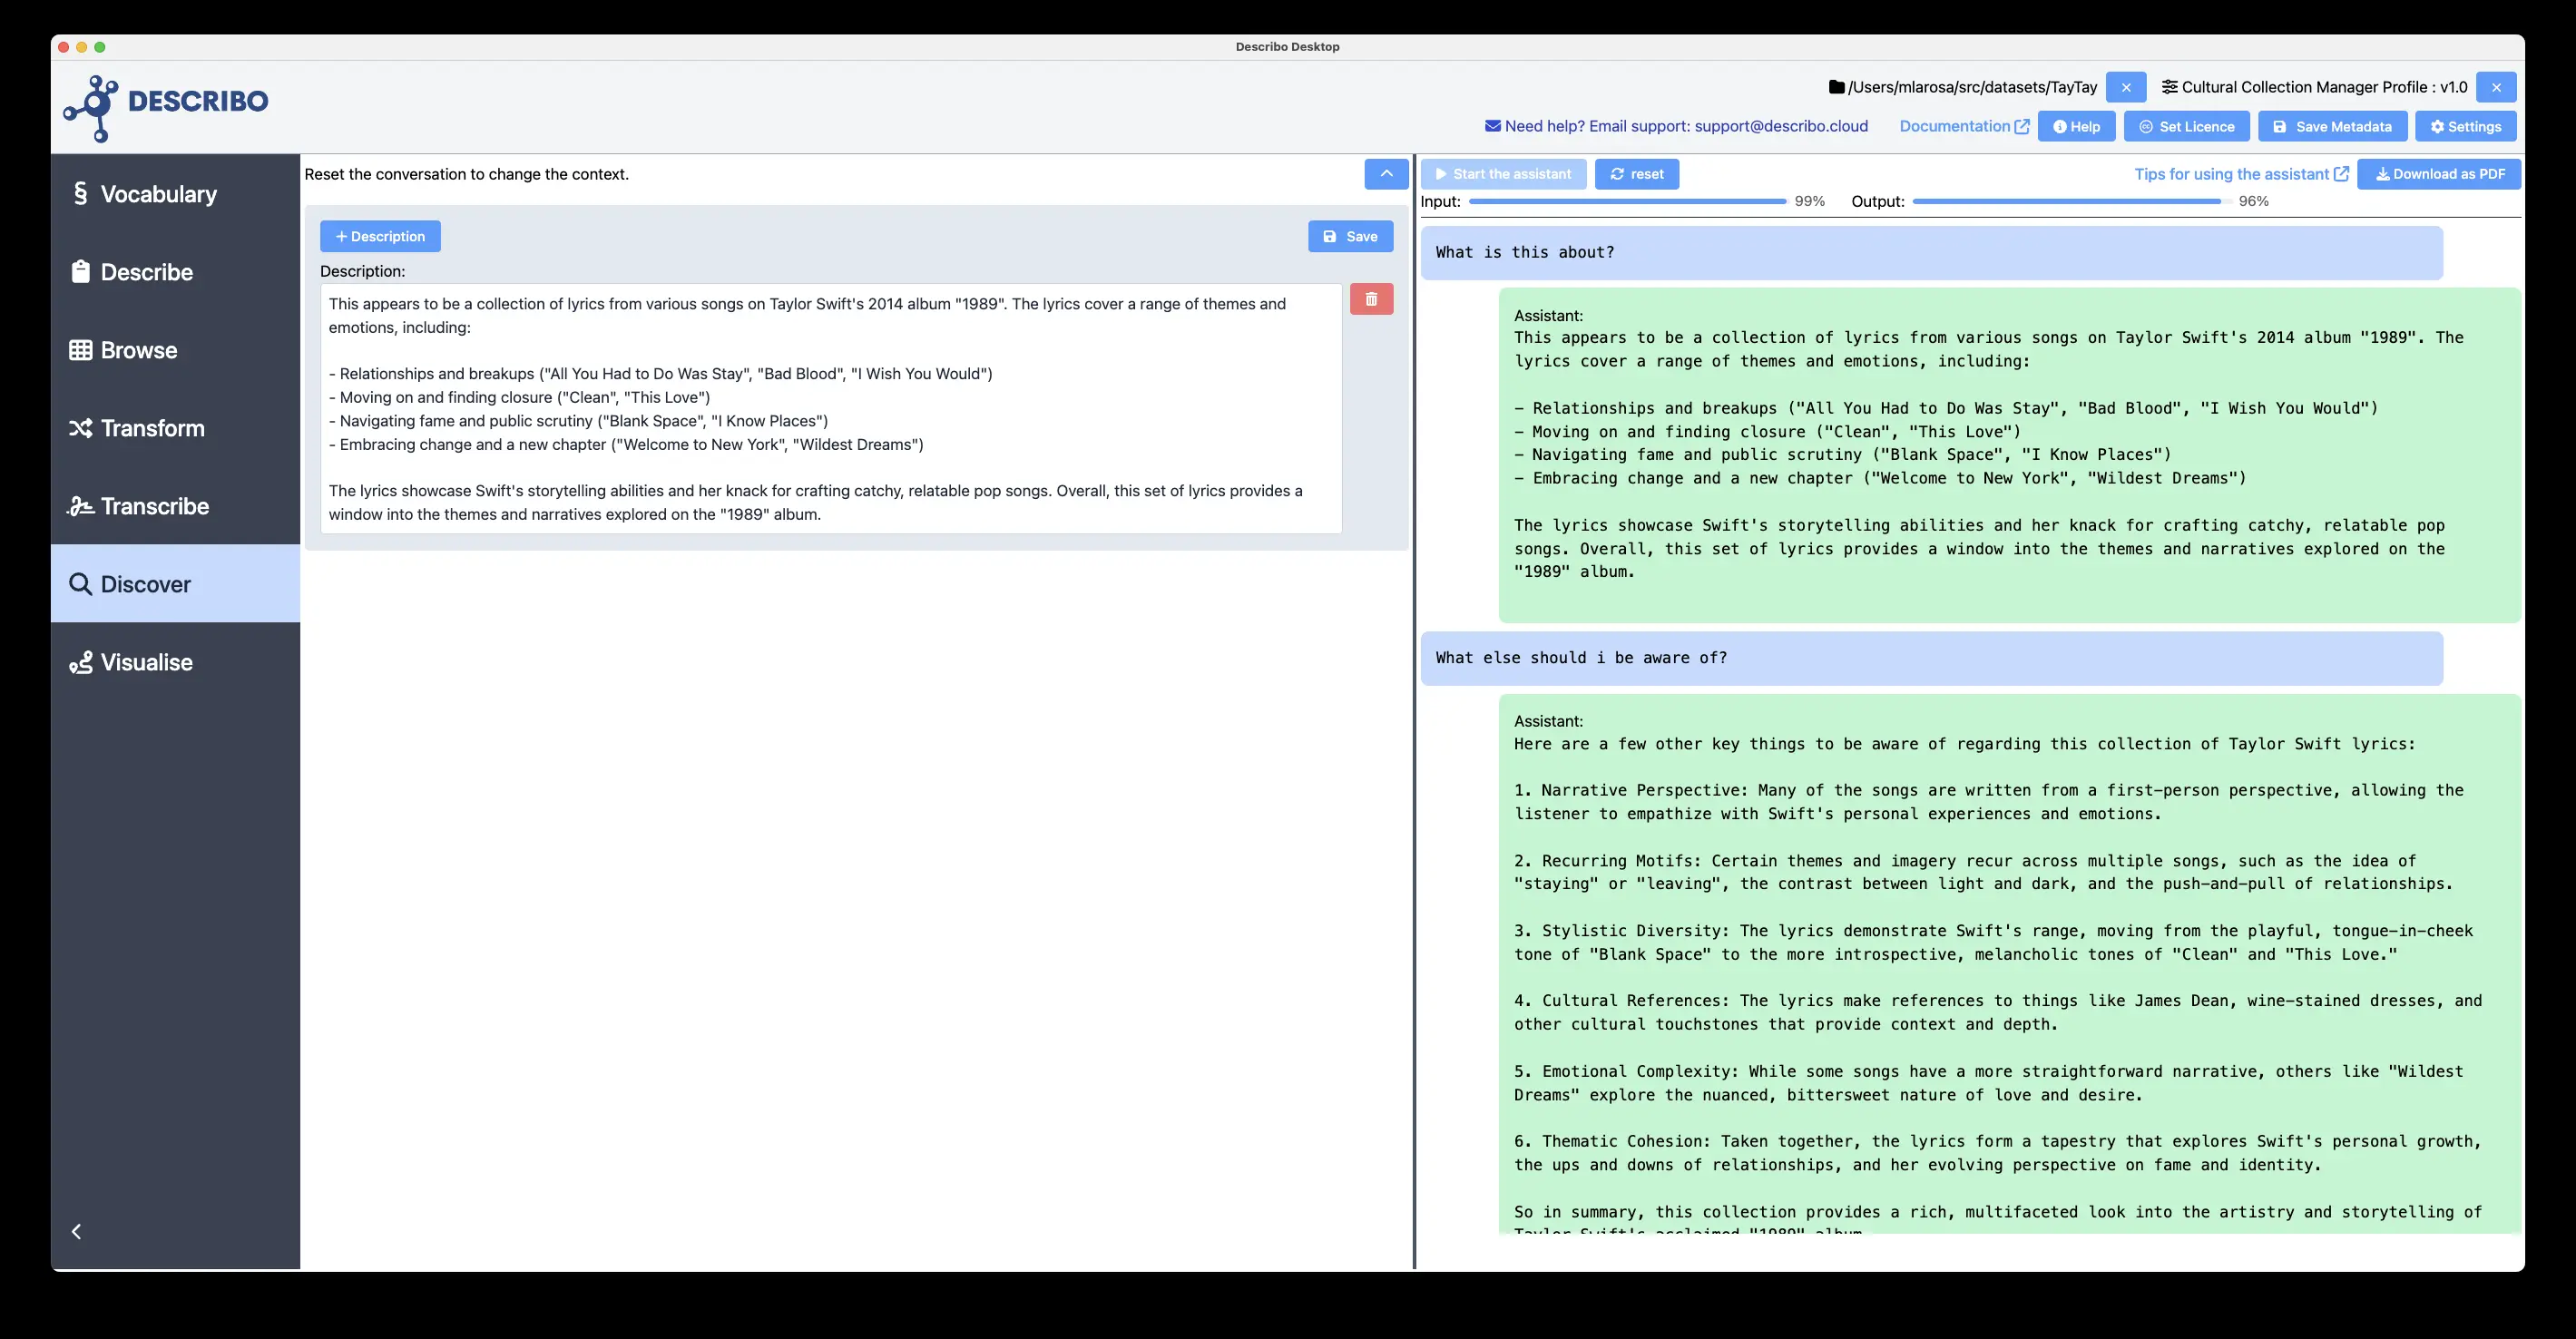 Describo Desktop
DESCRIBO
/Users/mlarosa/src/datasets/TayTay
Cultural Collection Manager Profile : v1.0
Need help? Email support: support@describo.cloud
Documentation
Help
Set Licence
Save Metadata
Settings
Vocabulary
Describe
Browse
Transform
Transcribe
Discover
Visualise
Reset the conversation to change the context.
+ Description
Save
Description:
This appears to be a collection of lyrics from various songs on Taylor Swift's 2014 album "1989". The lyrics cover a range of themes and
emotions, including:
- Relationships and breakups ("All You Had to Do Was Stay", "Bad Blood", "I Wish You Would")
- Moving on and finding closure ("Clean", "This Love")
- Navigating fame and public scrutiny ("Blank Space", "I Know Places")
- Embracing change and a new chapter ("Welcome to New York", "Wildest Dreams")
The lyrics showcase Swift's storytelling abilities and her knack for crafting catchy, relatable pop songs. Overall, this set of lyrics provides a
window into the themes and narratives explored on the "1989" album.
Start the assistant
reset
Tips for using the assistant
Download as PDF
Input: 99% Output: 96%
What is this about?
Assistant:
This appears to be a collection of lyrics from various songs on Taylor Swift's 2014 album "1989". The
lyrics cover a range of themes and emotions, including:
- Relationships and breakups ("All You Had to Do Was Stay", "Bad Blood", "I Wish You Would")
- Moving on and finding closure ("Clean", "This Love")
- Navigating fame and public scrutiny ("Blank Space", "I Know Places")
- Embracing change and a new chapter ("Welcome to New York", "Wildest Dreams")
The lyrics showcase Swift's storytelling abilities and her knack for crafting catchy, relatable pop
songs. Overall, this set of lyrics provides a window into the themes and narratives explored on the
"1989" album.
What else should i be aware of?
Assistant:
Here are a few other key things to be aware of regarding this collection of Taylor Swift lyrics:
1. Narrative Perspective: Many of the songs are written from a first-person perspective, allowing the
listener to empathize with Swift's personal experiences and emotions.
2. Recurring Motifs: Certain themes and imagery recur across multiple songs, such as the idea of
"staying" or "leaving", the contrast between light and dark, and the push-and-pull of relationships.
3. Stylistic Diversity: The lyrics demonstrate Swift's range, moving from the playful, tongue-in-cheek
tone of "Blank Space" to the more introspective, melancholic tones of "Clean" and "This Love."
4. Cultural References: The lyrics make references to things like James Dean, wine-stained dresses, and
other cultural touchstones that provide context and depth.
5. Emotional Complexity: While some songs have a more straightforward narrative, others like "Wildest
Dreams" explore the nuanced, bittersweet nature of love and desire.
6. Thematic Cohesion: Taken together, the lyrics form a tapestry that explores Swift's personal growth,
the ups and downs of relationships, and her evolving perspective on fame and identity.
So in summary, this collection provides a rich, multifaceted look into the artistry and storytelling of
Taylor Swift's acclaimed "1989" album